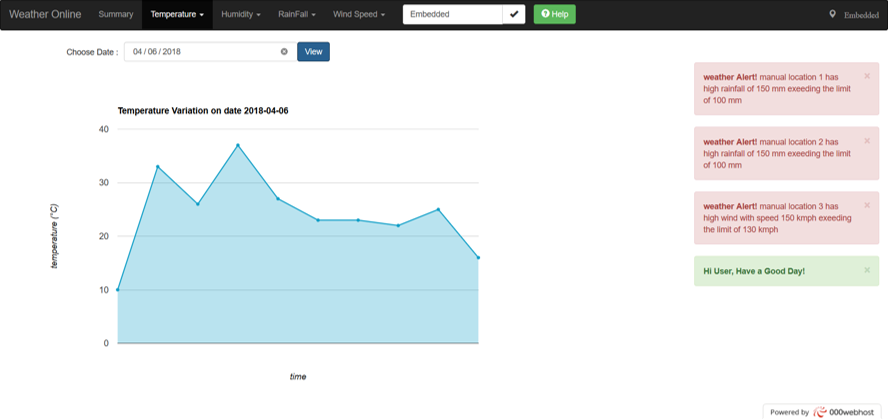 Weather Online Summary Temperature Humidity RainFall Wind Speed Embedded Help Embedded
Choose Date : 04 / 06 / 2018 View
weather Alert! manual location 1 has
high rainfall of 150 mm exeeding the limit
of 100 mm
weather Alert! manual location 2 has
high rainfall of 150 mm exeeding the limit
of 100 mm
weather Alert! manual location 3 has
high wind with speed 150 kmph exeeding
the limit of 130 kmph
Hi User, Have a Good Day!
Temperature Variation on date 2018-04-06
40
30
20
10
0
temperature (°C)
time
Powered by 000webhost